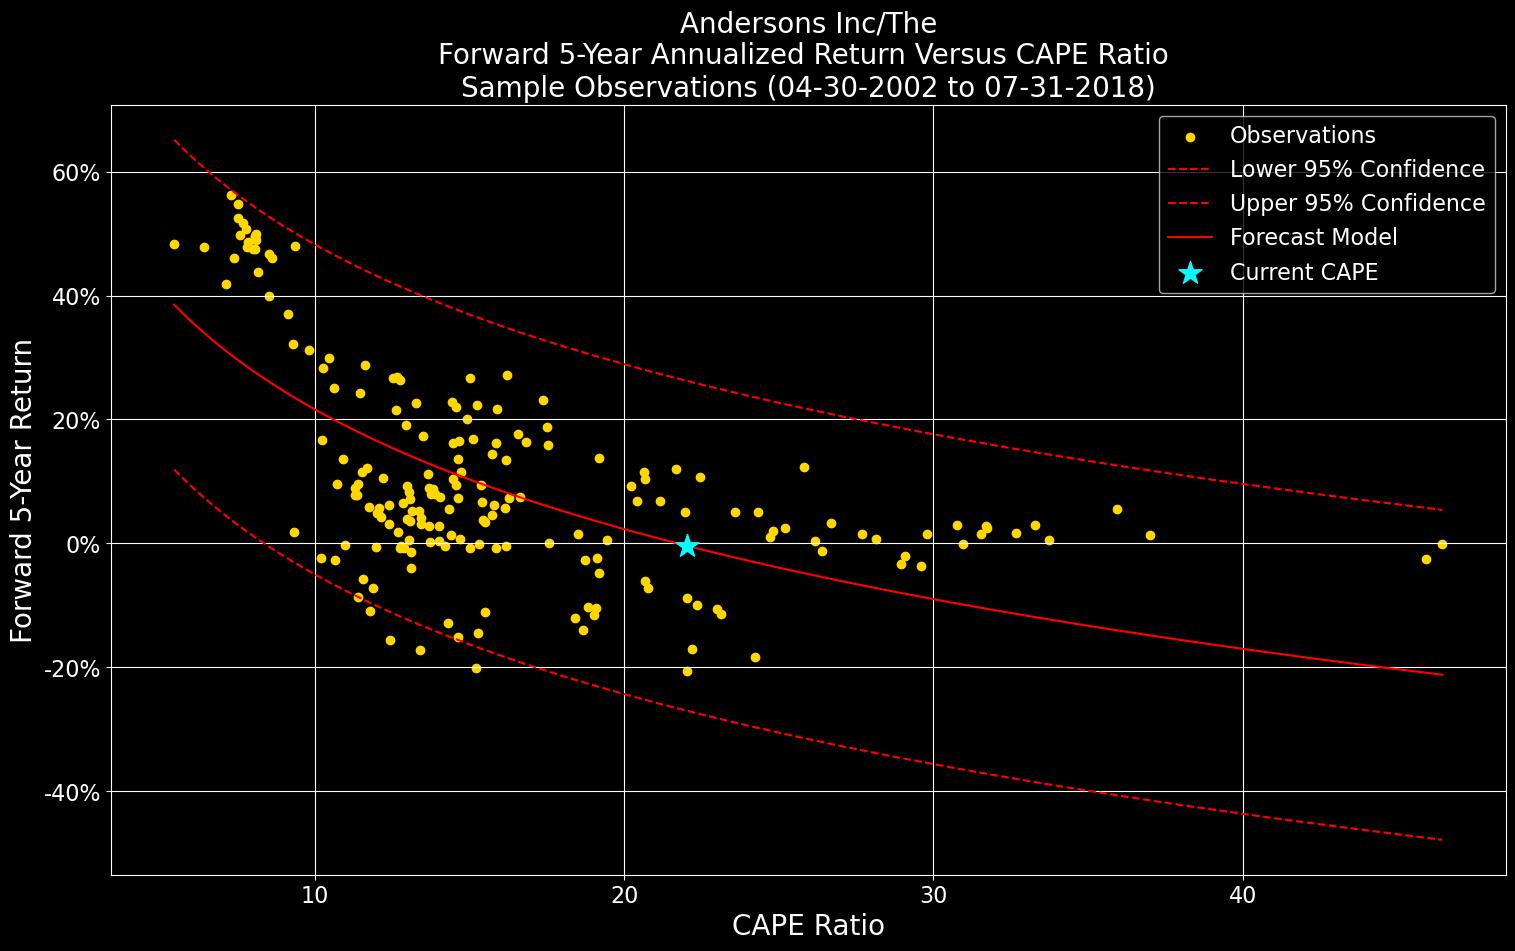 Andersons Inc/The
Forward 5-Year Annualized Return Versus CAPE Ratio
Sample Observations (04-30-2002 to 07-31-2018)
Observations
Lower 95% Confidence
Upper 95% Confidence
Forecast Model
Current CAPE
Forward 5-Year Return
60%
40%
20%
0%
-20%
-40%
10
20
30
40
CAPE Ratio